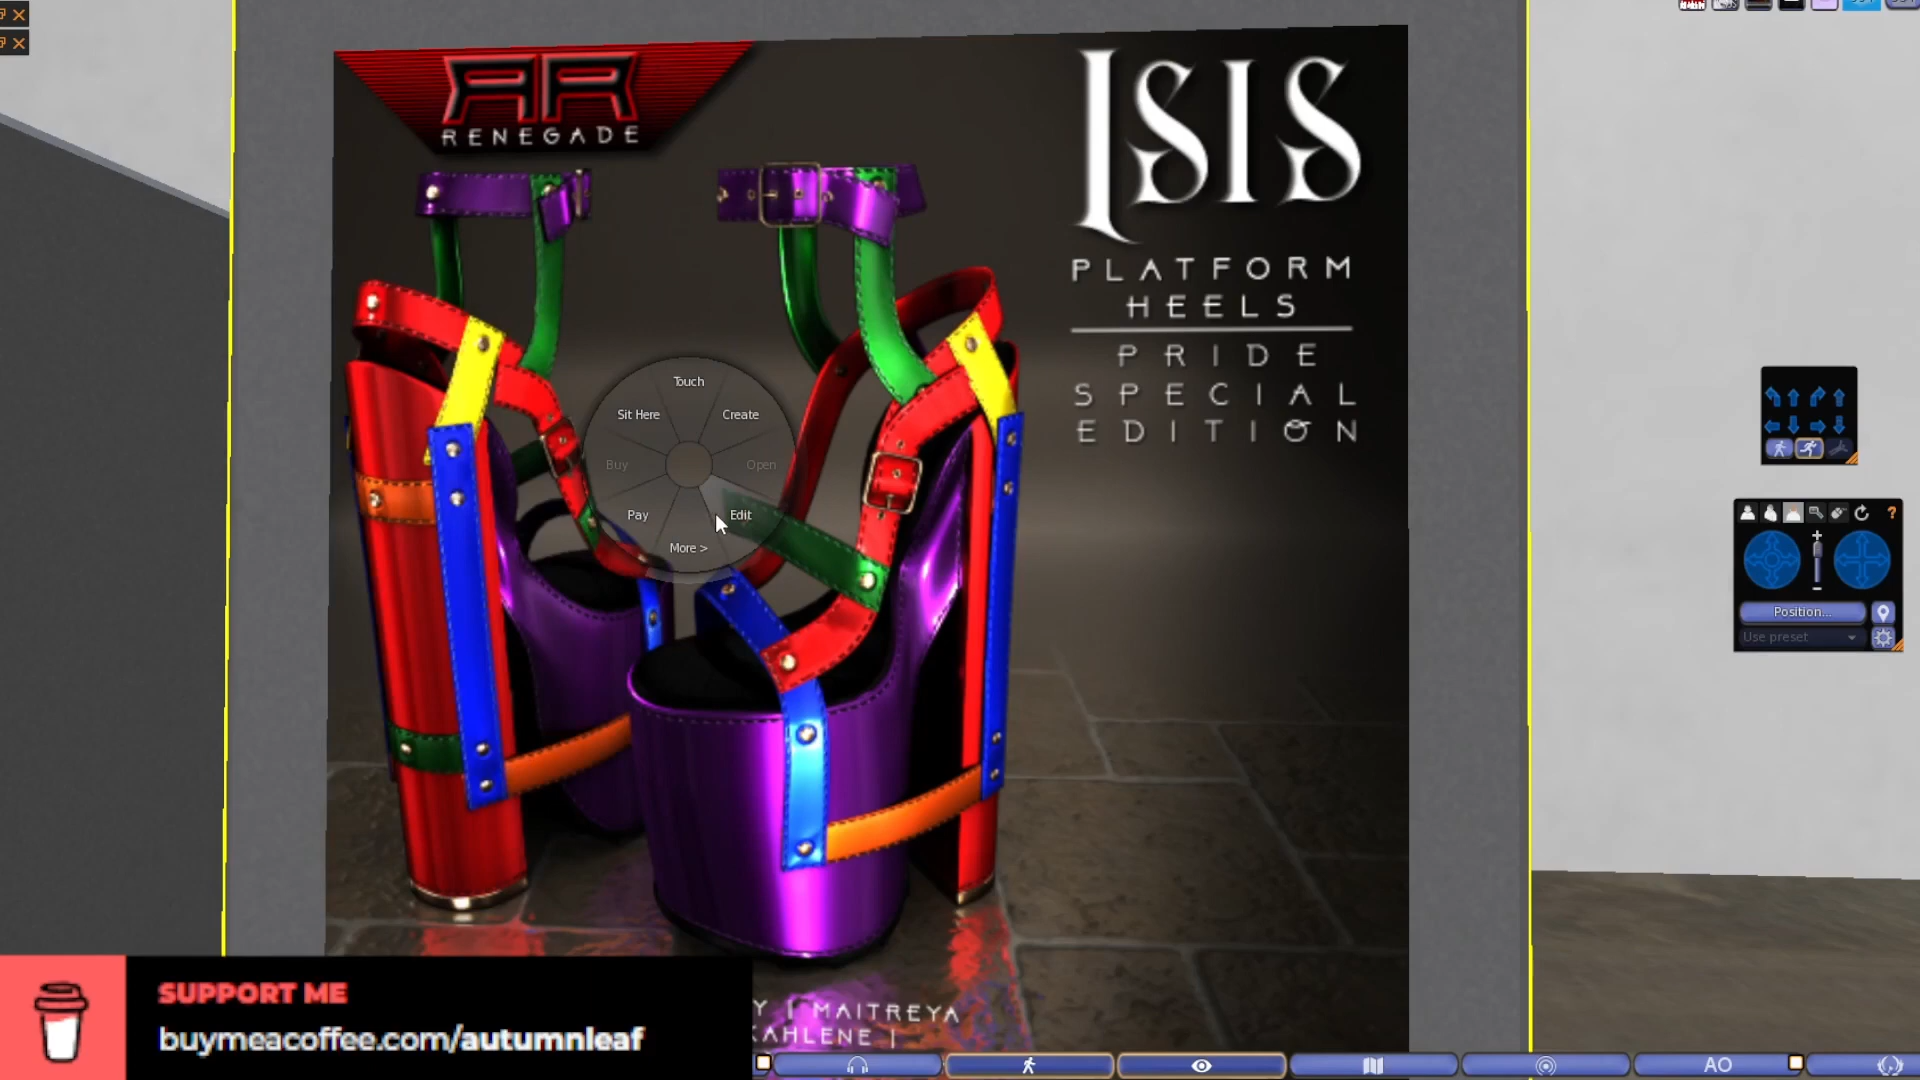 RENEGADE
ISIS
PLATFORM
HEELS
PRIDE
SPECIAL
EDITION
Touch
Sit Here
Create
Buy
Open
Pay
Edit
More >
Position...
Use preset
SUPPORT ME
buymeacoffee.com/autumnleaf
Y | MAITREYA
KAHLENE |
AO